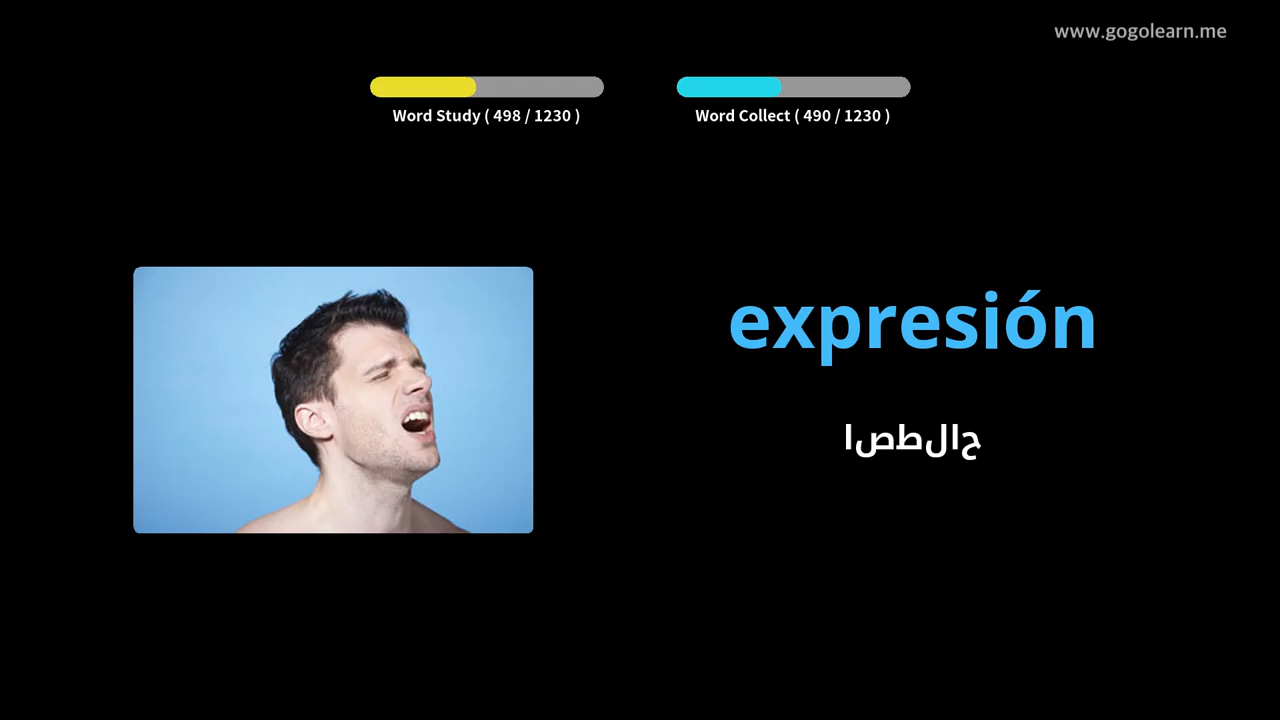 www.gogolearn.me
Word Study ( 498 / 1230 )
Word Collect ( 490 / 1230 )
expresión
حالطصا